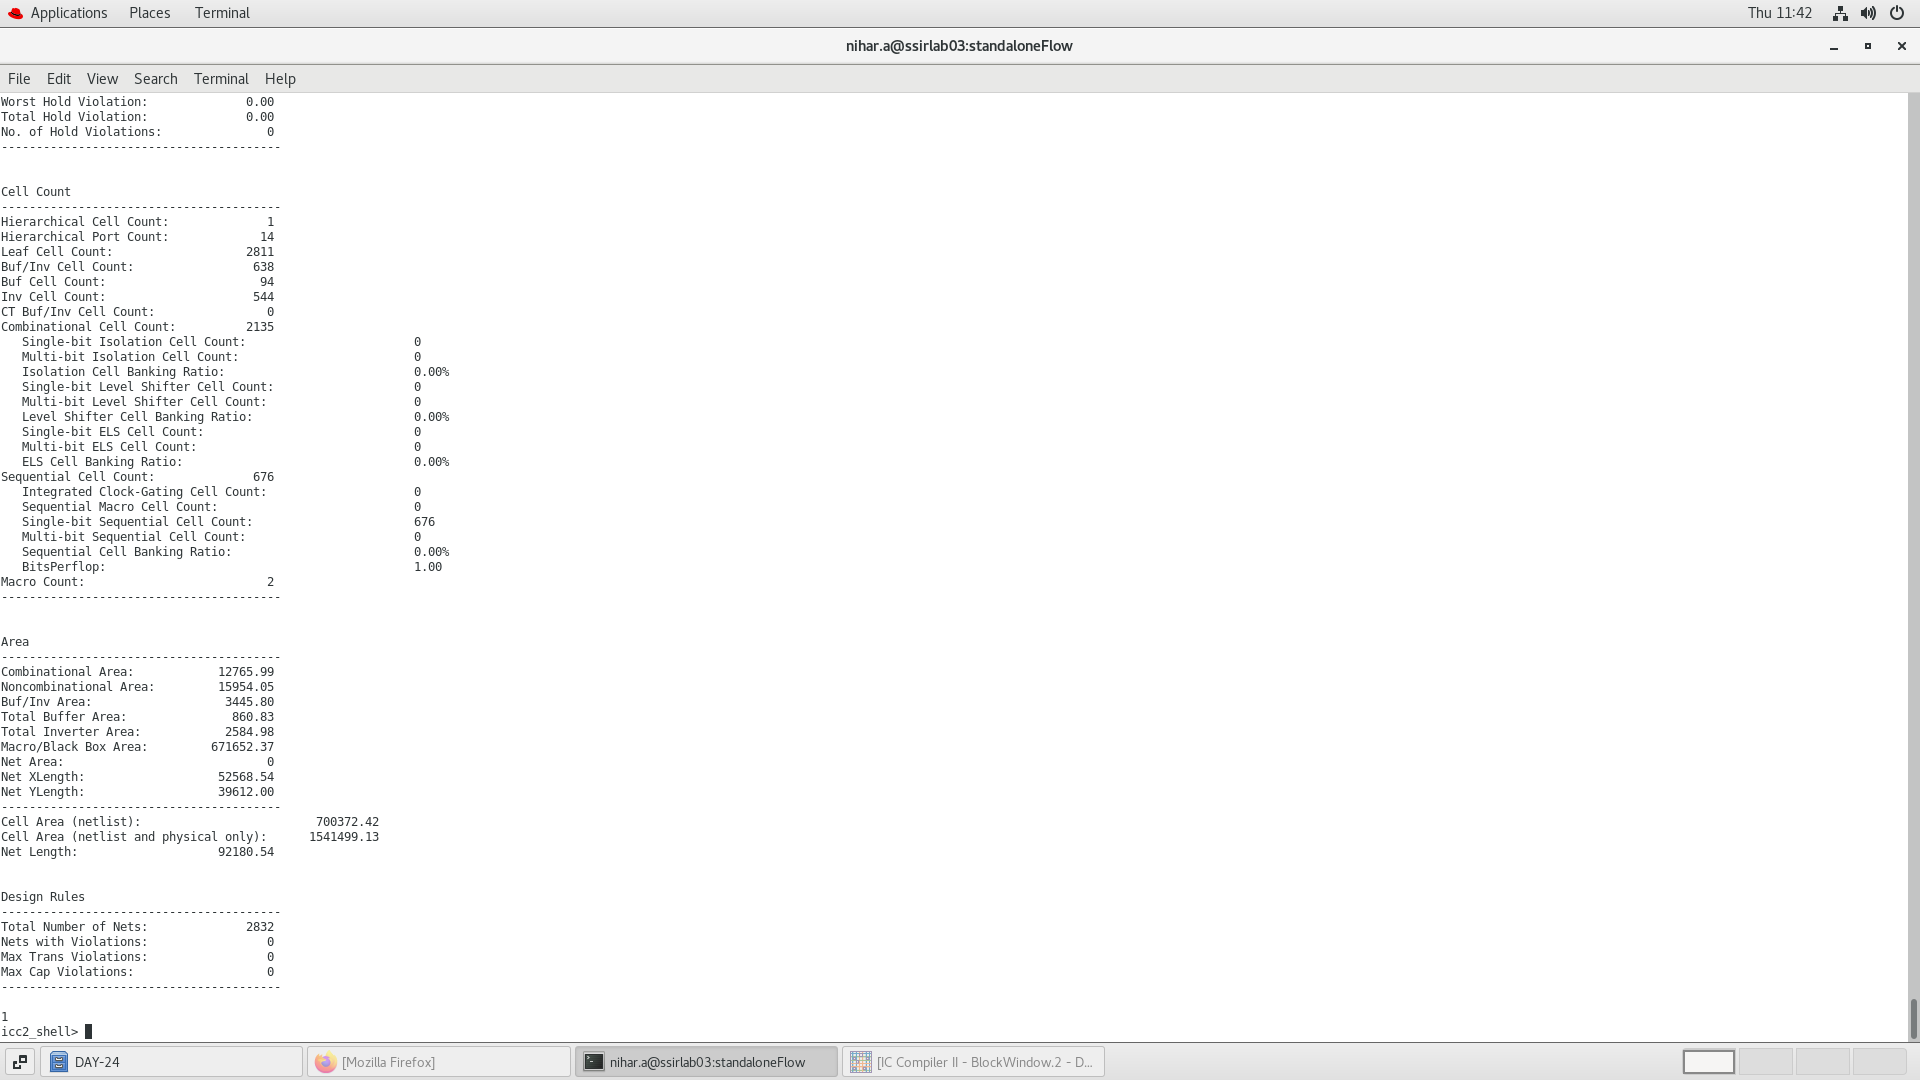 Applications Places Terminal Thu 11:42
nihar.a@ssirlab03:standaloneFlow
File Edit View Search Terminal Help
Worst Hold Violation: 0.00
Total Hold Violation: 0.00
No. of Hold Violations: 0
----------------------------------------
Cell Count
----------------------------------------
Hierarchical Cell Count: 1
Hierarchical Port Count: 14
Leaf Cell Count: 2811
Buf/Inv Cell Count: 638
Buf Cell Count: 94
Inv Cell Count: 544
CT Buf/Inv Cell Count: 0
Combinational Cell Count: 2135
Single-bit Isolation Cell Count: 0
Multi-bit Isolation Cell Count: 0
Isolation Cell Banking Ratio: 0.00%
Single-bit Level Shifter Cell Count: 0
Multi-bit Level Shifter Cell Count: 0
Level Shifter Cell Banking Ratio: 0.00%
Single-bit ELS Cell Count: 0
Multi-bit ELS Cell Count: 0
ELS Cell Banking Ratio: 0.00%
Sequential Cell Count: 676
Integrated Clock-Gating Cell Count: 0
Sequential Macro Cell Count: 0
Single-bit Sequential Cell Count: 676
Multi-bit Sequential Cell Count: 0
Sequential Cell Banking Ratio: 0.00%
BitsPerflop: 1.00
Macro Count: 2
----------------------------------------
Area
----------------------------------------
Combinational Area: 12765.99
Noncombinational Area: 15954.05
Buf/Inv Area: 3445.80
Total Buffer Area: 860.83
Total Inverter Area: 2584.98
Macro/Black Box Area: 671652.37
Net Area: 0
Net XLength: 52568.54
Net YLength: 39612.00
----------------------------------------
Cell Area (netlist): 700372.42
Cell Area (netlist and physical only): 1541499.13
Net Length: 92180.54
Design Rules
----------------------------------------
Total Number of Nets: 2832
Nets with Violations: 0
Max Trans Violations: 0
Max Cap Violations: 0
----------------------------------------
1
icc2_shell>
DAY-24 [Mozilla Firefox] nihar.a@ssirlab03:standaloneFlow [IC Compiler II - BlockWindow.2 - D...